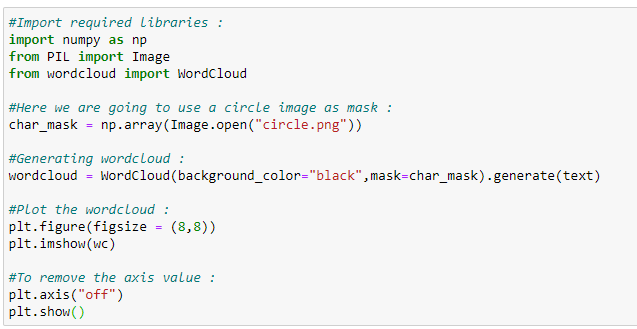 #Import required libraries :
import numpy as np
from PIL import Image
from wordcloud import WordCloud
#Here we are going to use a circle image as mask :
char_mask = np.array(Image.open("circle.png"))
#Generating wordcloud :
wordcloud = WordCloud(background_color="black",mask=char_mask).generate(text)
#Plot the wordcloud :
plt.figure(figsize = (8,8))
plt.imshow(wc)
#To remove the axis value :
plt.axis("off")
plt.show()